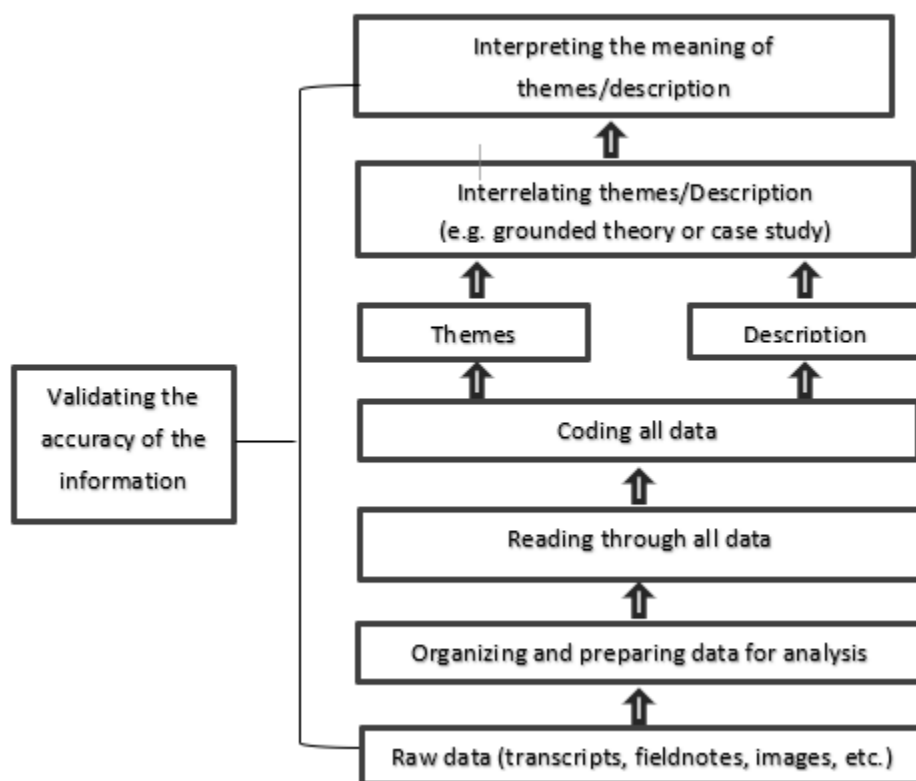 Interpreting the meaning of
themes/description
Interrelating themes/Description
(e.g. grounded theory or case study)
Themes
Description
Validating the
accuracy of the
information
Coding all data
Reading through all data
Organizing and preparing data for analysis
Raw data (transcripts, fieldnotes, images, etc.)